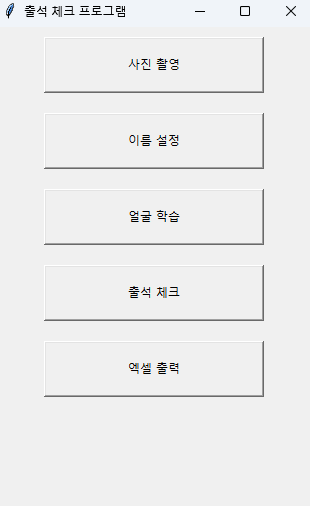 출석 체크 프로그램
사진 촬영
이름 설정
얼굴 학습
출석 체크
엑셀 출력